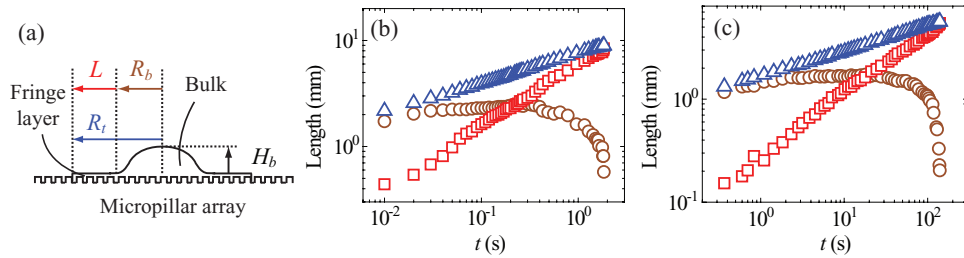 (a)
L
R_b
Fringe
layer
Bulk
R_t
H_b
Micropillar array
(b)
Length (mm)
10^1
10^0
10^-2
10^-1
10^0
t (s)
(c)
Length (mm)
10^0
10^-1
10^0
10^1
10^2
t (s)